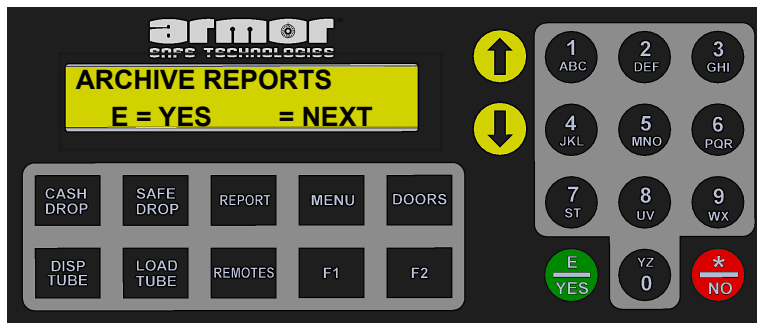 armor
SAFE TECHNOLOGIES
ARCHIVE REPORTS
E = YES = NEXT
CASH DROP
SAFE DROP
REPORT
MENU
DOORS
DISP TUBE
LOAD TUBE
REMOTES
F1
F2
1
ABC
2
DEF
3
GHI
4
JKL
5
MNO
6
PQR
7
ST
8
UV
9
WX
E
YES
YZ
0
*
NO